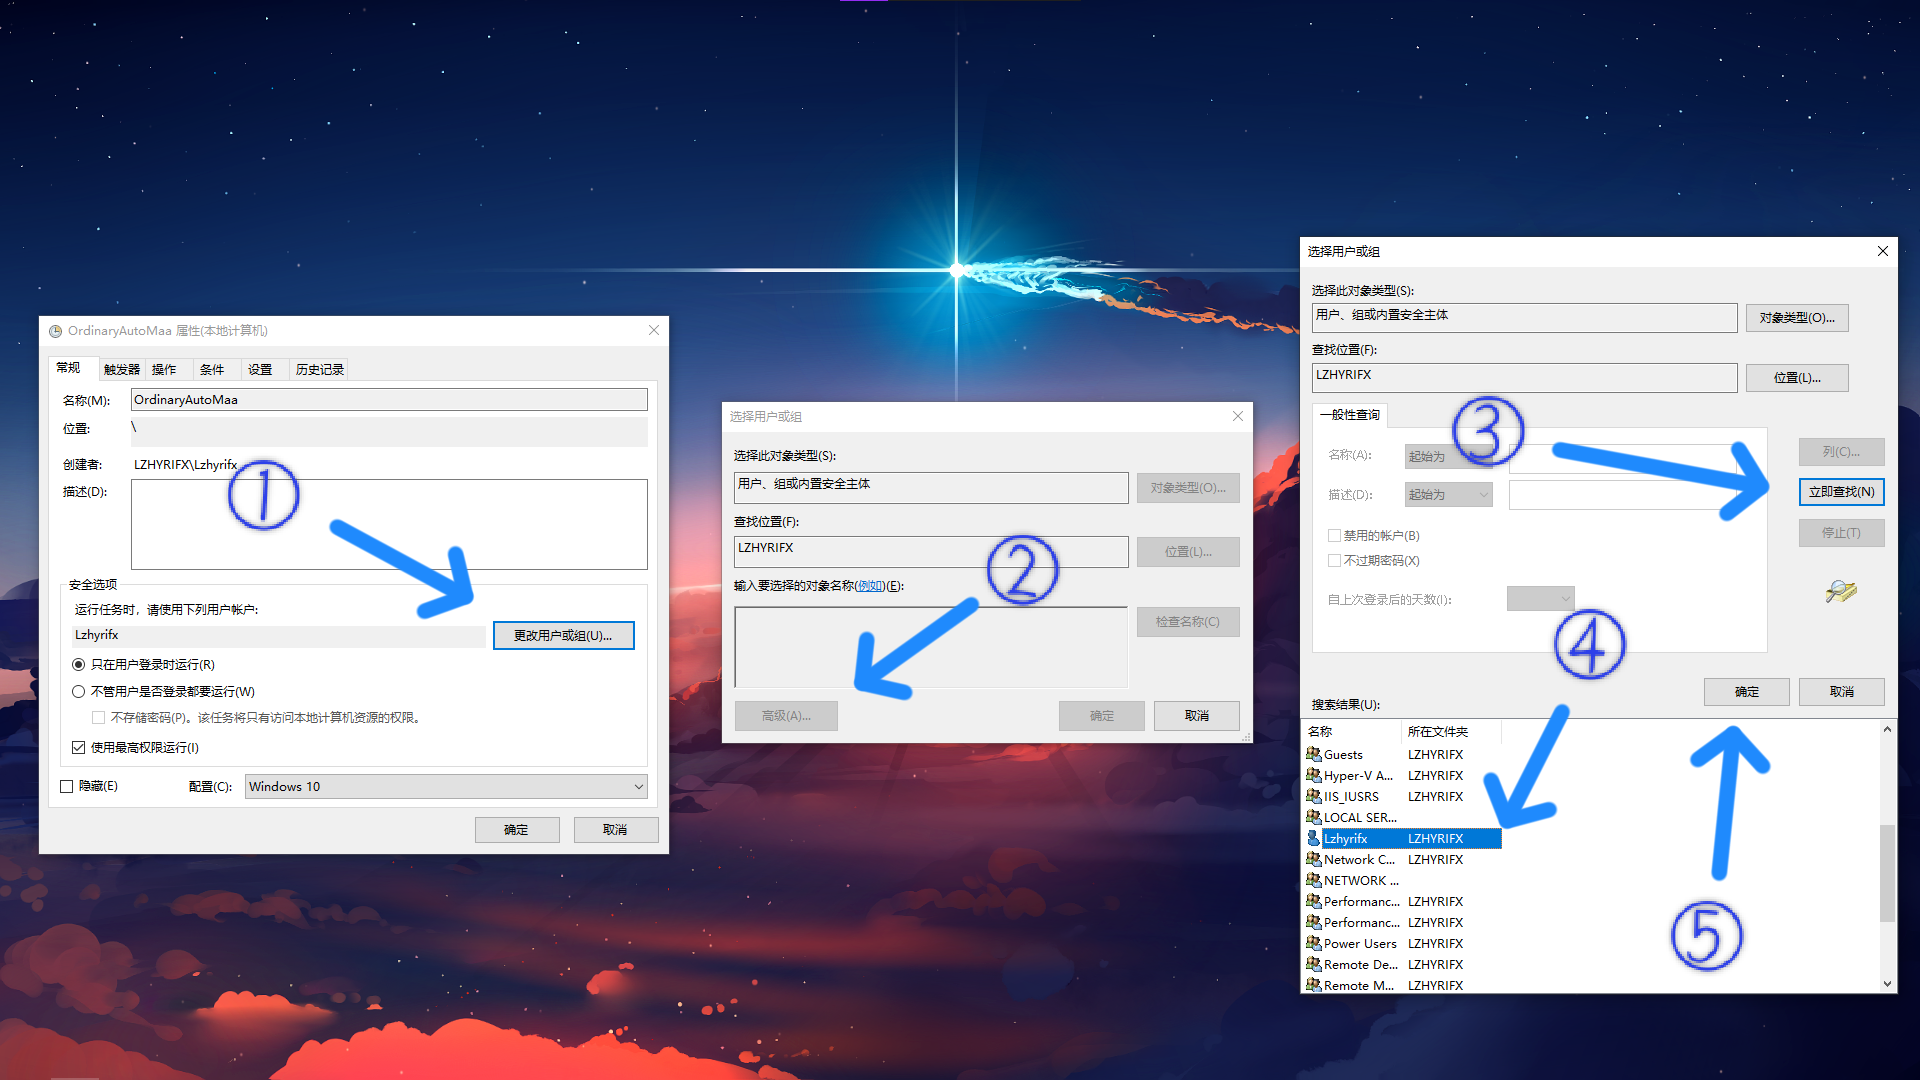 OrdinaryAutoMaa 属性(本地计算机)
常规 触发器 操作 条件 设置 历史记录
名称(M): OrdinaryAutoMaa
位置: \
创建者: LZHYRIFX\Lzhyrifx
描述(D):
①
安全选项
运行任务时，请使用下列用户帐户:
Lzhyrifx
更改用户或组(U)...
只在用户登录时运行(R)
不管用户是否登录都要运行(W)
不存储密码(P)。该任务将只有访问本地计算机资源的权限。
使用最高权限运行(I)
隐藏(E) 配置(C): Windows 10
确定 取消
选择用户或组
选择此对象类型(S):
用户、组或内置安全主体 对象类型(O)...
查找位置(F):
LZHYRIFX 位置(L)...
②
输入要选择的对象名称(例如)(E):
检查名称(C)
高级(A)... 确定 取消
选择用户或组
选择此对象类型(S):
用户、组或内置安全主体 对象类型(O)...
查找位置(F):
LZHYRIFX 位置(L)...
一般性查询
③
名称(A): 起始为 列(C)...
描述(D): 起始为 立即查找(N)
禁用的帐户(B) 停止(T)
不过期密码(X)
自上次登录后的天数(I):
④
确定 取消
搜索结果(U):
名称 所在文件夹
Guests LZHYRIFX
Hyper-V A... LZHYRIFX
IIS_IUSRS LZHYRIFX
LOCAL SER...
Lzhyrifx LZHYRIFX
Network C... LZHYRIFX
NETWORK ...
Performanc... LZHYRIFX
Performanc... LZHYRIFX
Power Users LZHYRIFX
Remote De... LZHYRIFX
Remote M... LZHYRIFX
⑤